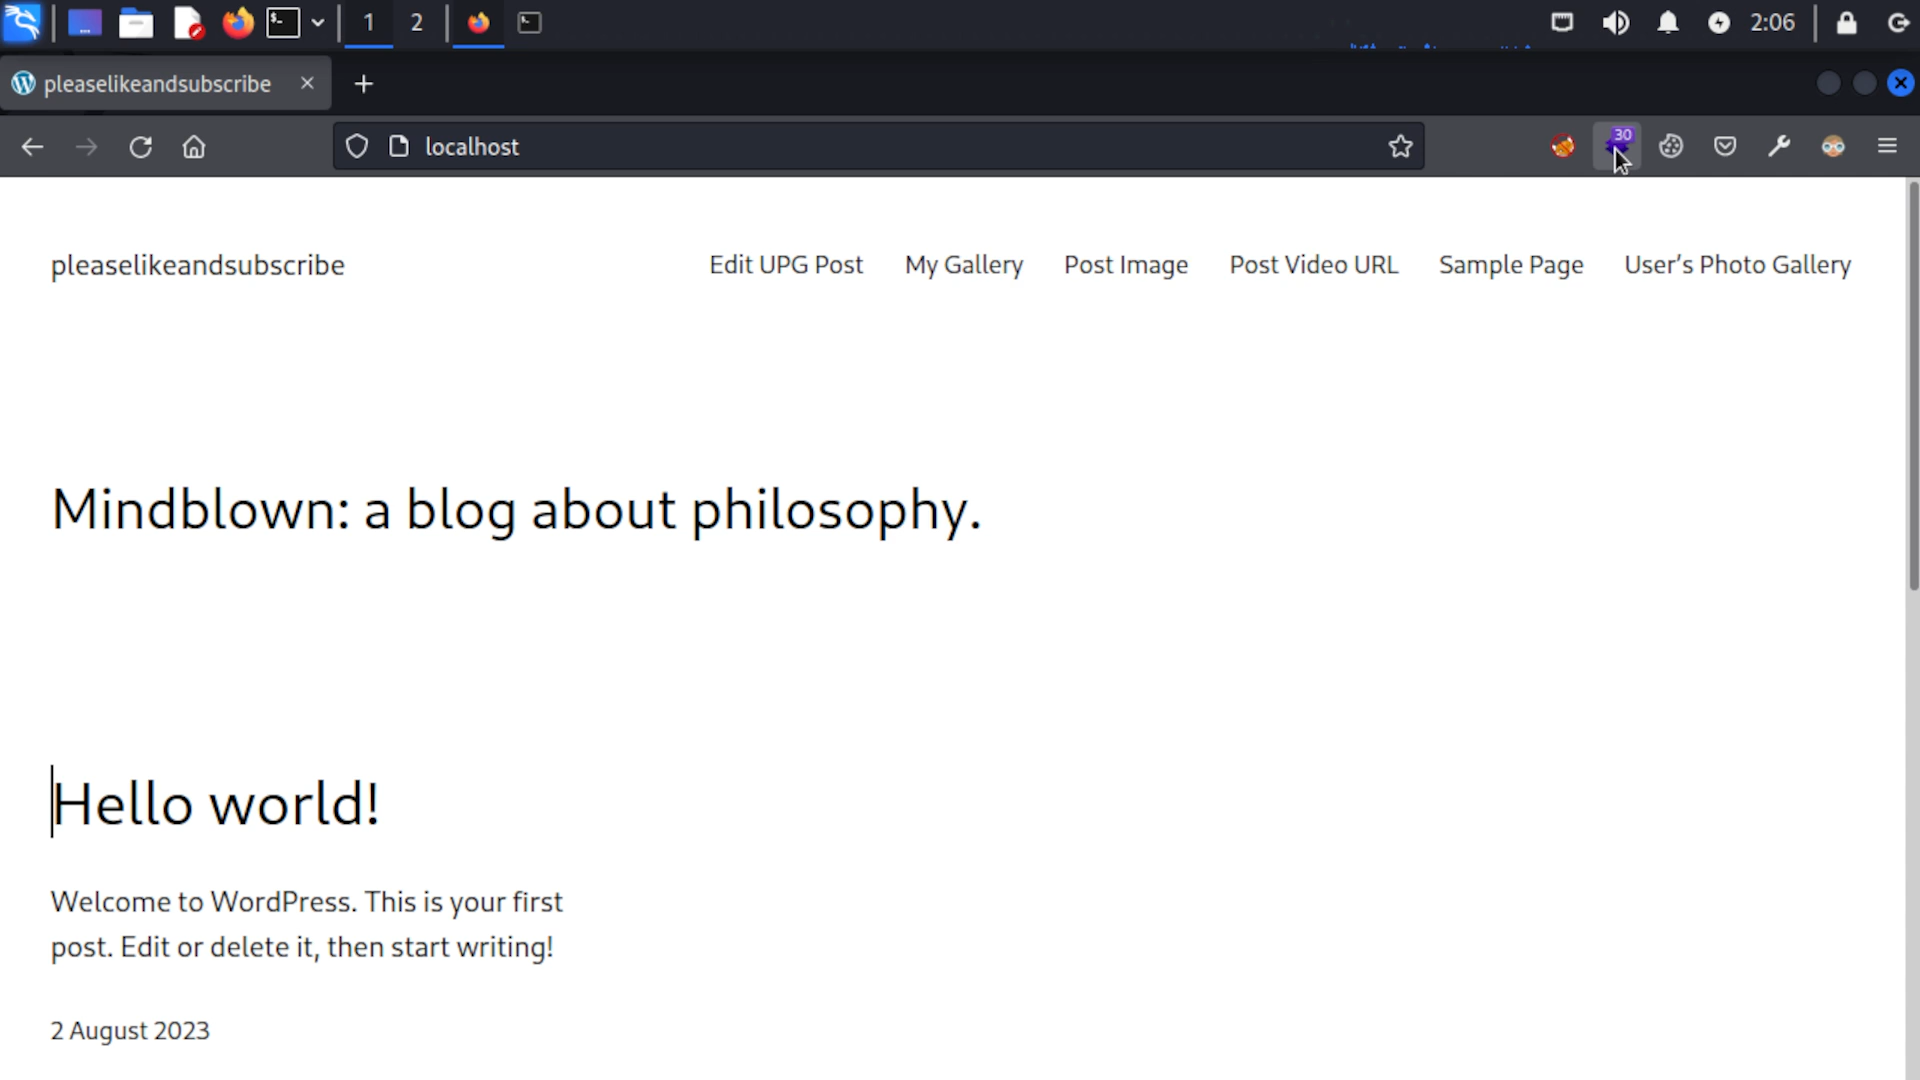 1 2 2:06
pleaselikeandsubscribe
localhost
30
pleaselikeandsubscribe Edit UPG Post My Gallery Post Image Post Video URL Sample Page User’s Photo Gallery
Mindblown: a blog about philosophy.
Hello world!
Welcome to WordPress. This is your first
post. Edit or delete it, then start writing!
2 August 2023